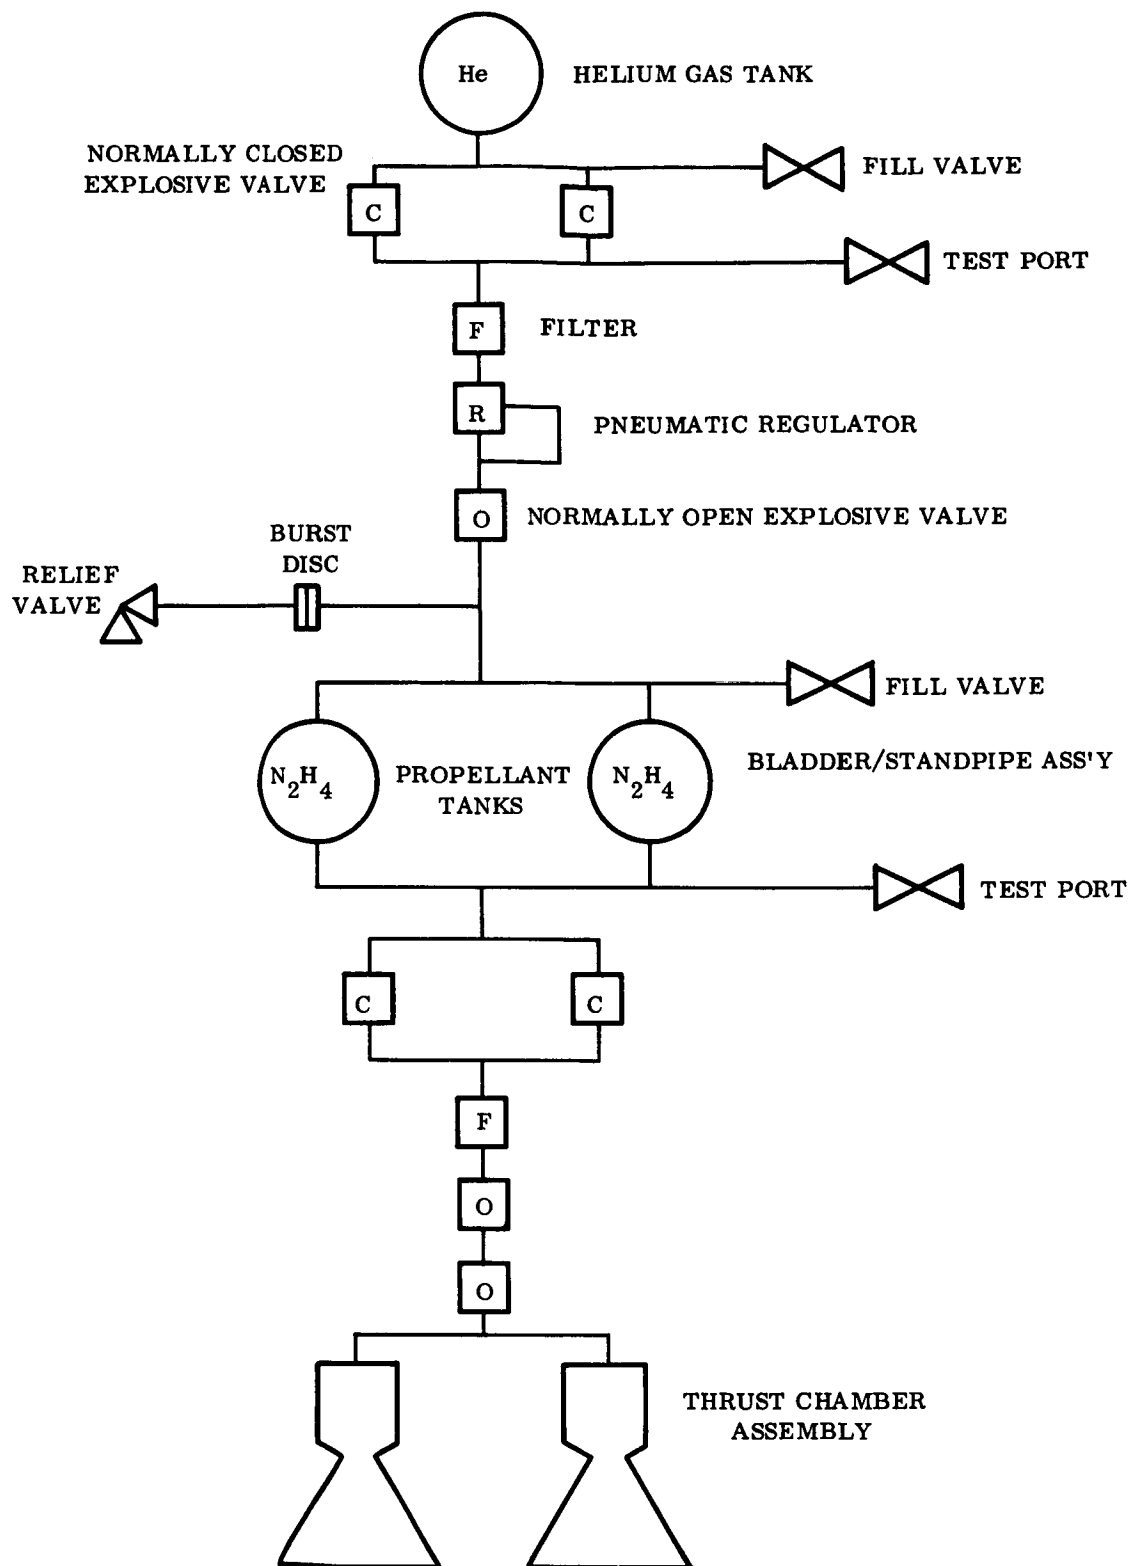 He
HELIUM GAS TANK
NORMALLY CLOSED
EXPLOSIVE VALVE
FILL VALVE
C
C
TEST PORT
F
FILTER
R
PNEUMATIC REGULATOR
O
NORMALLY OPEN EXPLOSIVE VALVE
BURST
DISC
RELIEF
VALVE
FILL VALVE
N2H4
PROPELLANT
TANKS
N2H4
BLADDER/STANDPIPE ASS'Y
TEST PORT
C
C
F
O
O
THRUST CHAMBER
ASSEMBLY